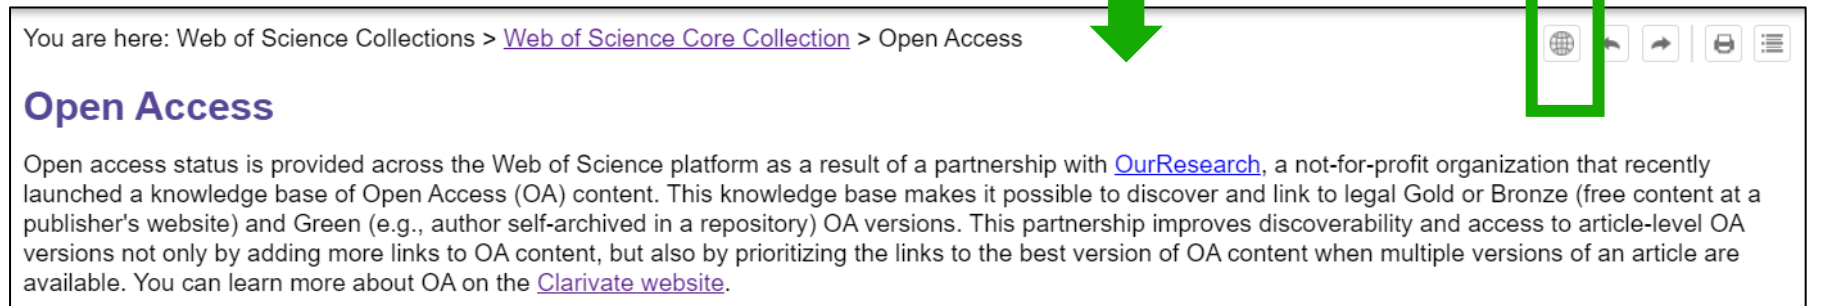 You are here: Web of Science Collections > Web of Science Core Collection > Open Access
Open Access
Open access status is provided across the Web of Science platform as a result of a partnership with OurResearch, a not-for-profit organization that recently
launched a knowledge base of Open Access (OA) content. This knowledge base makes it possible to discover and link to legal Gold or Bronze (free content at a
publisher's website) and Green (e.g., author self-archived in a repository) OA versions. This partnership improves discoverability and access to article-level OA
versions not only by adding more links to OA content, but also by prioritizing the links to the best version of OA content when multiple versions of an article are
available. You can learn more about OA on the Clarivate website.